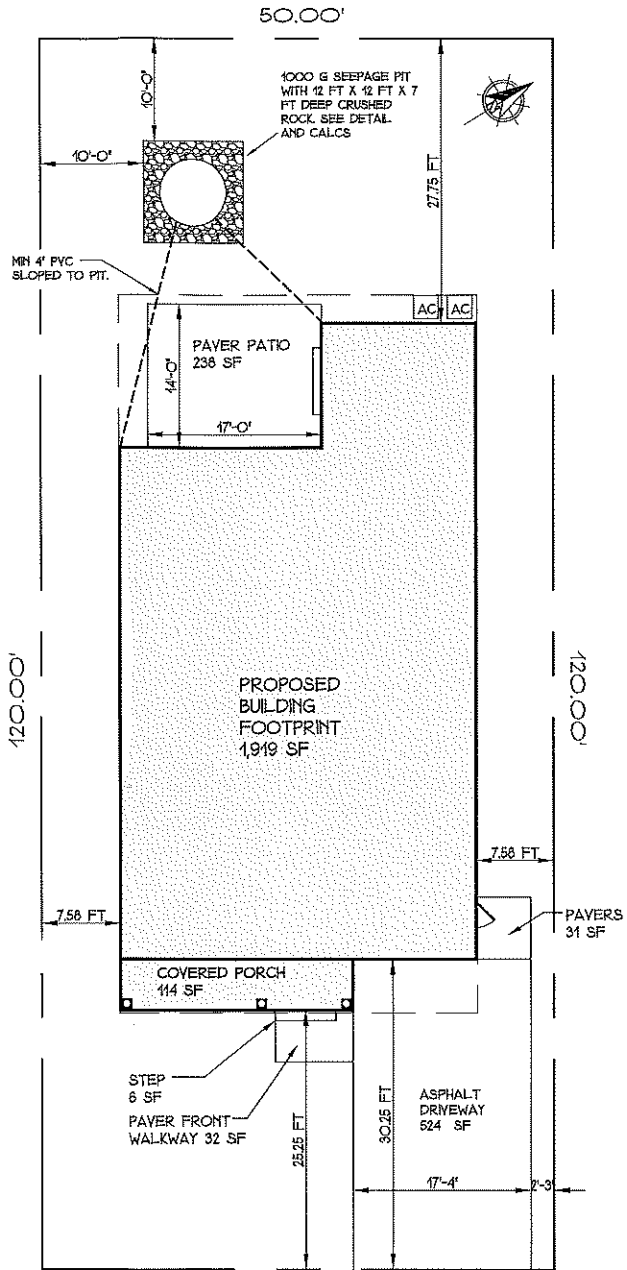 50.00'
10'-0"
1000 G SEEPAGE PIT
WITH 12 FT X 12 FT X 7
FT DEEP CRUSHED
ROCK. SEE DETAIL
AND CALCS
10'-0"
27.75 FT
MIN 4" PVC
SLOPED TO PIT.
AC
AC
PAVER PATIO
238 SF
14'-0"
17'-0"
120.00'
120.00'
PROPOSED
BUILDING
FOOTPRINT
1,919 SF
7.58 FT
7.58 FT
PAVERS
31 SF
COVERED PORCH
114 SF
STEP
6 SF
PAVER FRONT
WALKWAY 32 SF
25.25 FT
30.25 FT
ASPHALT
DRIVEWAY
524 SF
17'-4"
2'-3"